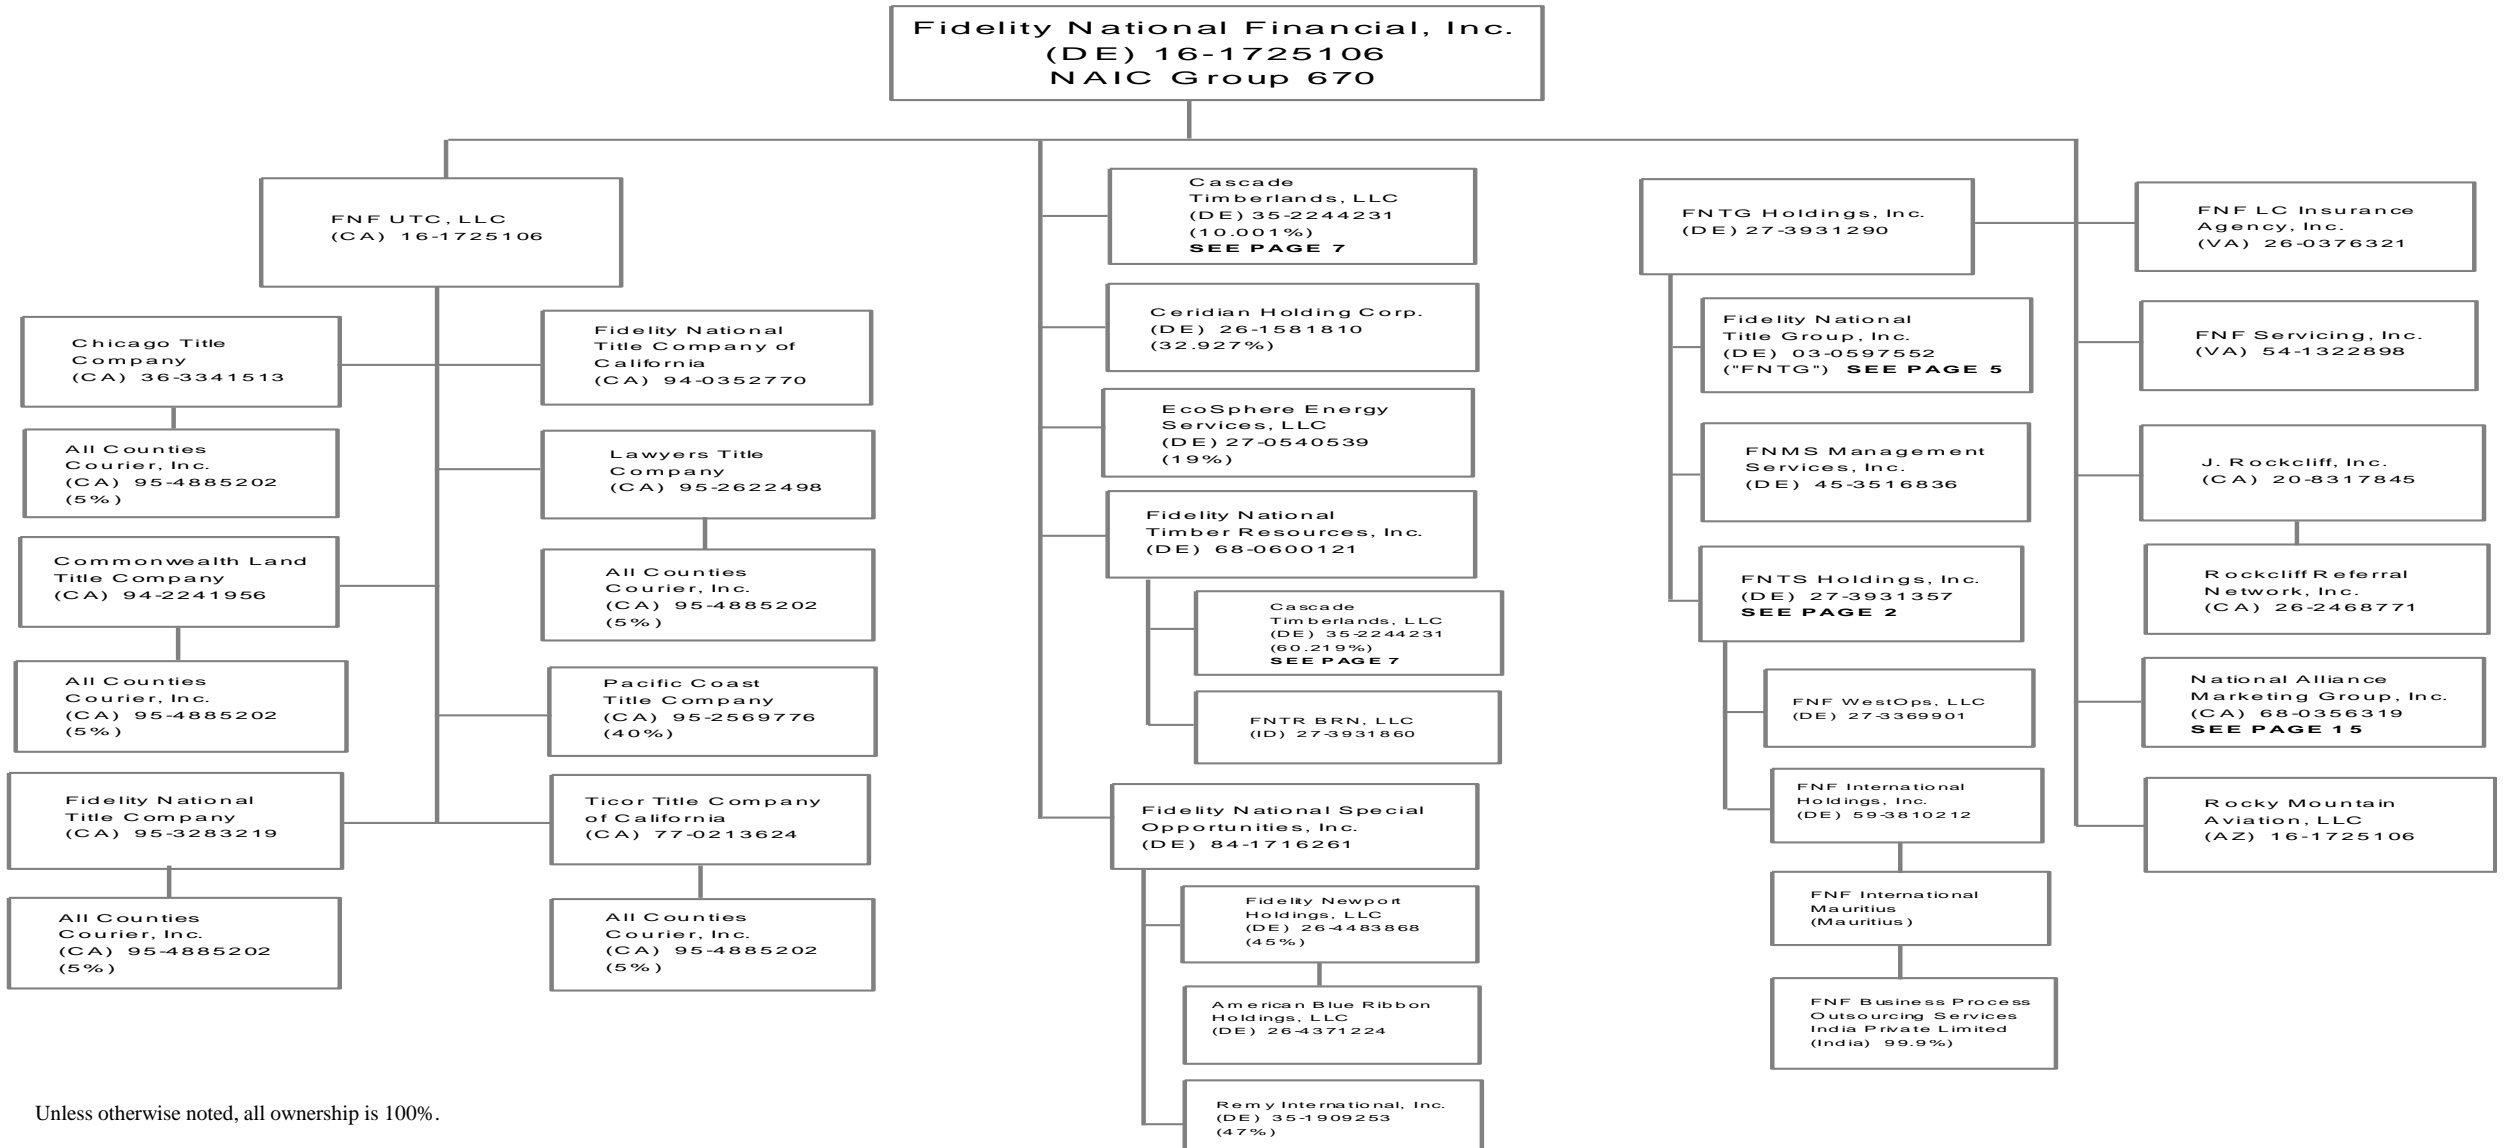 Fidelity National Financial, Inc.
(DE) 16-1725106
NAIC Group 670
FNF UTC, LLC
(CA) 16-1725106
Chicago Title
Company
(CA) 36-3341513
All Counties
Courier, Inc.
(CA) 95-4885202
(5%)
Commonwealth Land
Title Company
(CA) 94-2241956
All Counties
Courier, Inc.
(CA) 95-4885202
(5%)
Fidelity National
Title Company
(CA) 95-3283219
All Counties
Courier, Inc.
(CA) 95-4885202
(5%)
Fidelity National
Title Company of
California
(CA) 94-0352770
Lawyers Title
Company
(CA) 95-2622498
All Counties
Courier, Inc.
(CA) 95-4885202
(5%)
Pacific Coast
Title Company
(CA) 95-2569776
(40%)
Ticor Title Company
of California
(CA) 77-0213624
All Counties
Courier, Inc.
(CA) 95-4885202
(5%)
Cascade
Timberlands, LLC
(DE) 35-2244231
(10.001%)
SEE PAGE 7
Ceridian Holding Corp.
(DE) 26-1581810
(32.927%)
EcoSphere Energy
Services, LLC
(DE) 27-0540539
(19%)
Fidelity National
Timber Resources, Inc.
(DE) 68-0600121
Cascade
Timberlands, LLC
(DE) 35-2244231
(60.219%)
SEE PAGE 7
FNTR BRN, LLC
(ID) 27-3931860
Fidelity National Special
Opportunities, Inc.
(DE) 84-1716261
Fidelity Newport
Holdings, LLC
(DE) 26-4483868
(45%)
American Blue Ribbon
Holdings, LLC
(DE) 26-4371224
Remy International, Inc.
(DE) 35-1909253
(47%)
FNTG Holdings, Inc.
(DE) 27-3931290
Fidelity National
Title Group, Inc.
(DE) 03-0597552
("FNTG") SEE PAGE 5
FNMS Management
Services, Inc.
(DE) 45-3516836
FNTS Holdings, Inc.
(DE) 27-3931357
SEE PAGE 2
FNF WestOps, LLC
(DE) 27-3369901
FNF International
Holdings, Inc.
(DE) 59-3810212
FNF International
Mauritius
(Mauritius)
FNF Business Process
Outsourcing Services
India Private Limited
(India) 99.9%)
FNF LC Insurance
Agency, Inc.
(VA) 26-0376321
FNF Servicing, Inc.
(VA) 54-1322898
J. Rockcliff, Inc.
(CA) 20-8317845
Rockcliff Referral
Network, Inc.
(CA) 26-2468771
National Alliance
Marketing Group, Inc.
(CA) 68-0356319
SEE PAGE 15
Rocky Mountain
Aviation, LLC
(AZ) 16-1725106
Unless otherwise noted, all ownership is 100%.